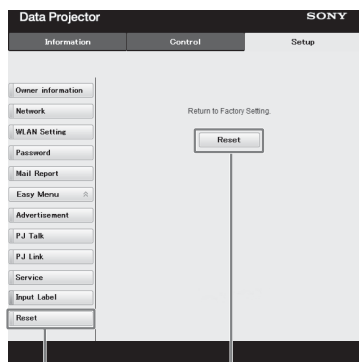 Data Projector SONY
Information Control Setup
Owner information
Network
WLAN Setting
Password
Mail Report
Easy Menu
Advertisement
PJ Talk
PJ Link
Service
Input Label
Reset
Return to Factory Setting.
Reset